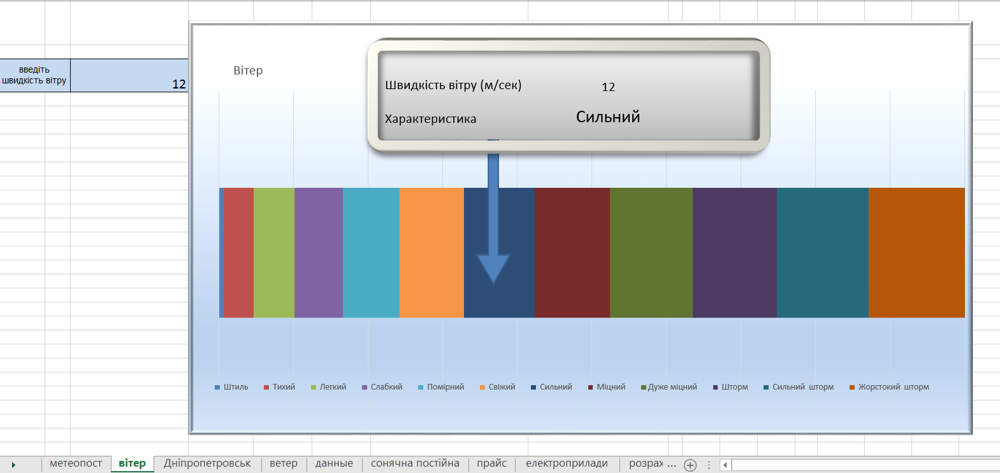 введіть
швидкість вітру
12
Вітер
Швидкість вітру (м/сек) 12
Характеристика Сильний
Штиль Тихий Легкий Слабкий Помірний Свіжий Сильний Міцний Дуже міцний Шторм Сильний шторм Жорстокий шторм
метеопост вітер Дніпропетровськ ветер данные сонячна постійна прайс електроприлади розрах ...